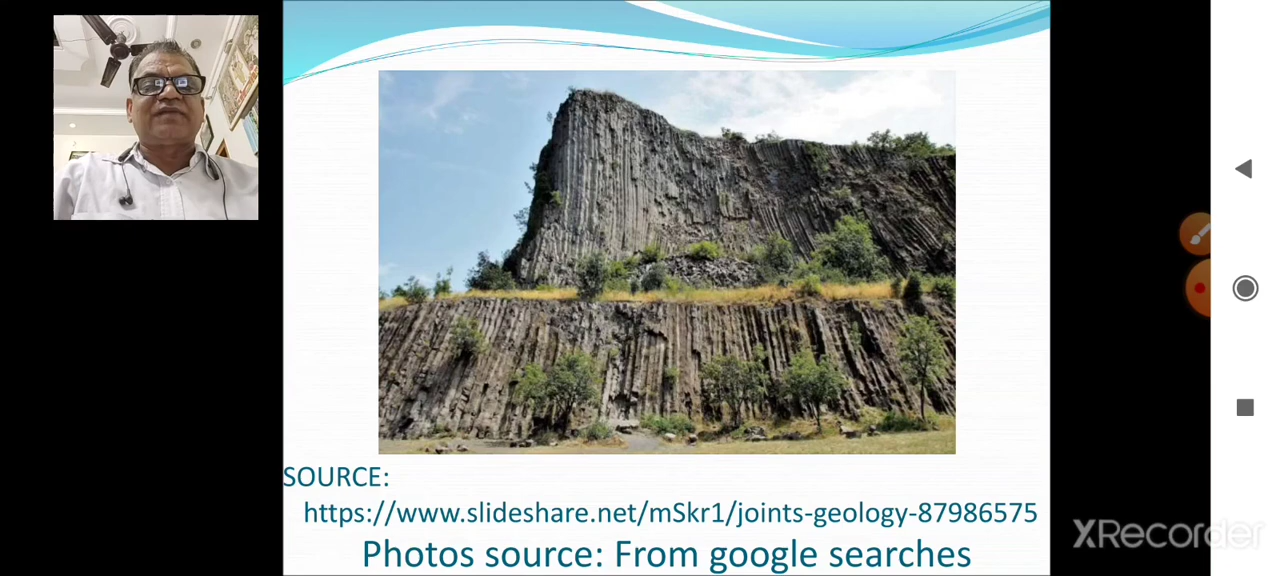 SOURCE:
https://www.slideshare.net/mSkr1/joints-geology-87986575
Photos source: From google searches
XRecorder